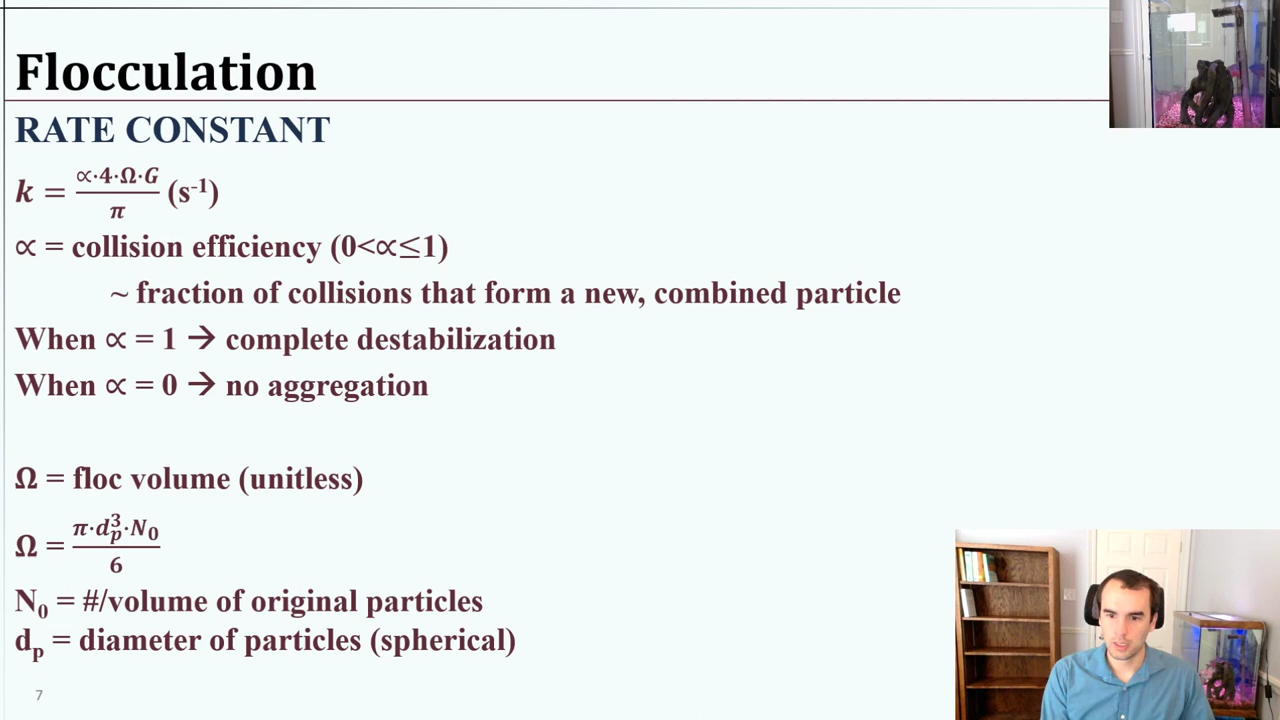 Flocculation
RATE CONSTANT
k = ∝·4·Ω·G / π (s⁻¹)
∝ = collision efficiency (0<∝≤1)
~ fraction of collisions that form a new, combined particle
When ∝ = 1 → complete destabilization
When ∝ = 0 → no aggregation
Ω = floc volume (unitless)
Ω = π·dₚ³·N₀ / 6
N₀ = #/volume of original particles
dₚ = diameter of particles (spherical)
7